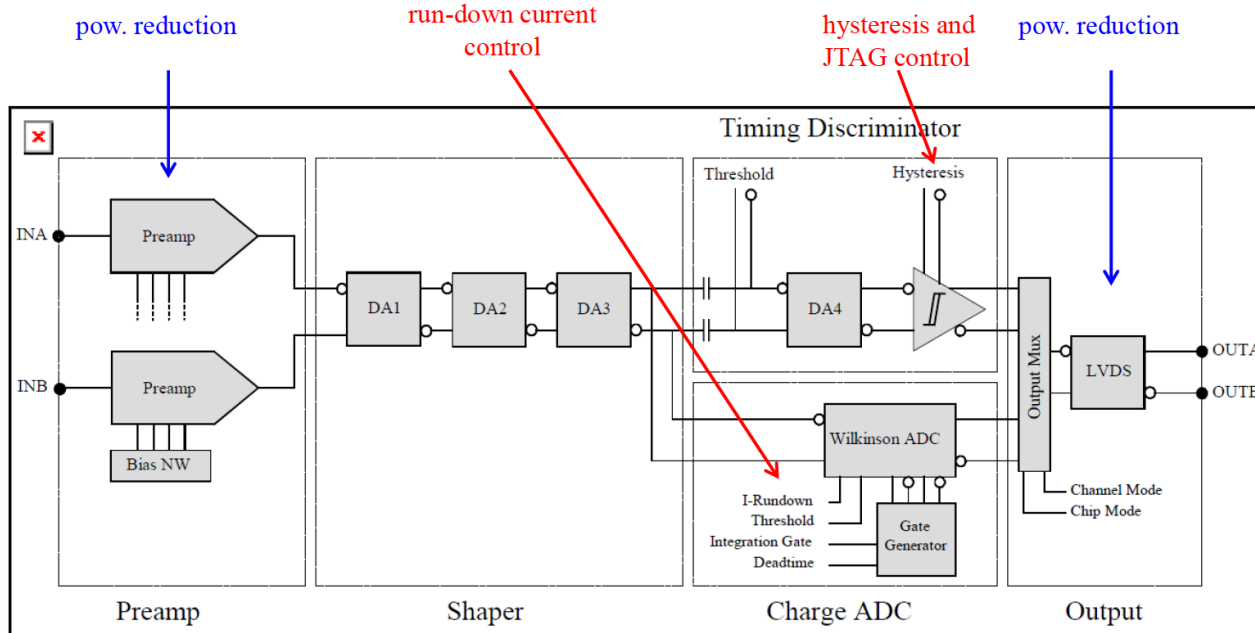 pow. reduction
run-down current
control
hysteresis and
JTAG control
pow. reduction
Timing Discriminator
Threshold
Hysteresis
INA
Preamp
DA1
DA2
DA3
DA4
INB
Preamp
Bias NW
Output Mux
LVDS
OUTA
OUTB
Wilkinson ADC
I-Rundown
Threshold
Integration Gate
Deadtime
Gate
Generator
Channel Mode
Chip Mode
Preamp
Shaper
Charge ADC
Output